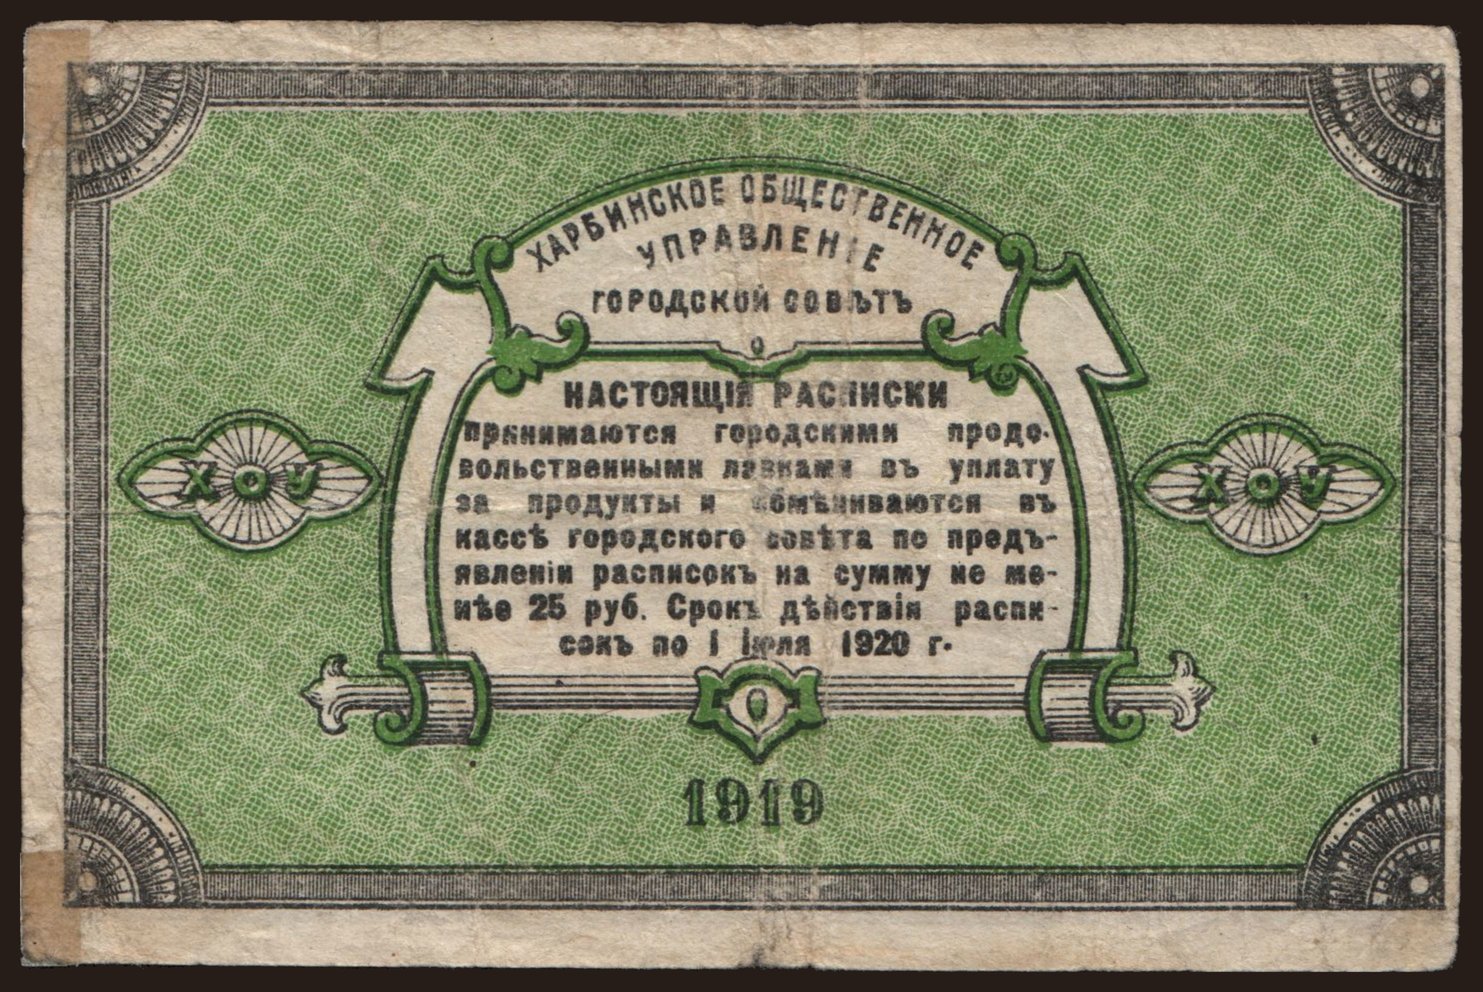 ХАРБИНСКОЕ ОБЩЕСТВЕННОЕ
УПРАВЛЕНІЕ
ГОРОДСКОЙ СОВѢТЪ
НАСТОЯЩІЯ РАСПИСКИ
принимаются городскими продо-
вольственными лавками въ уплату
за продукты и обмѣниваются въ
кассѣ городского совѣта по предъ-
явленіи расписокъ на сумму не ме-
нѣе 25 руб. Срокъ дѣйствія распи-
сокъ по 1 Іюля 1920 г.
ХОУ
ХОУ
1919